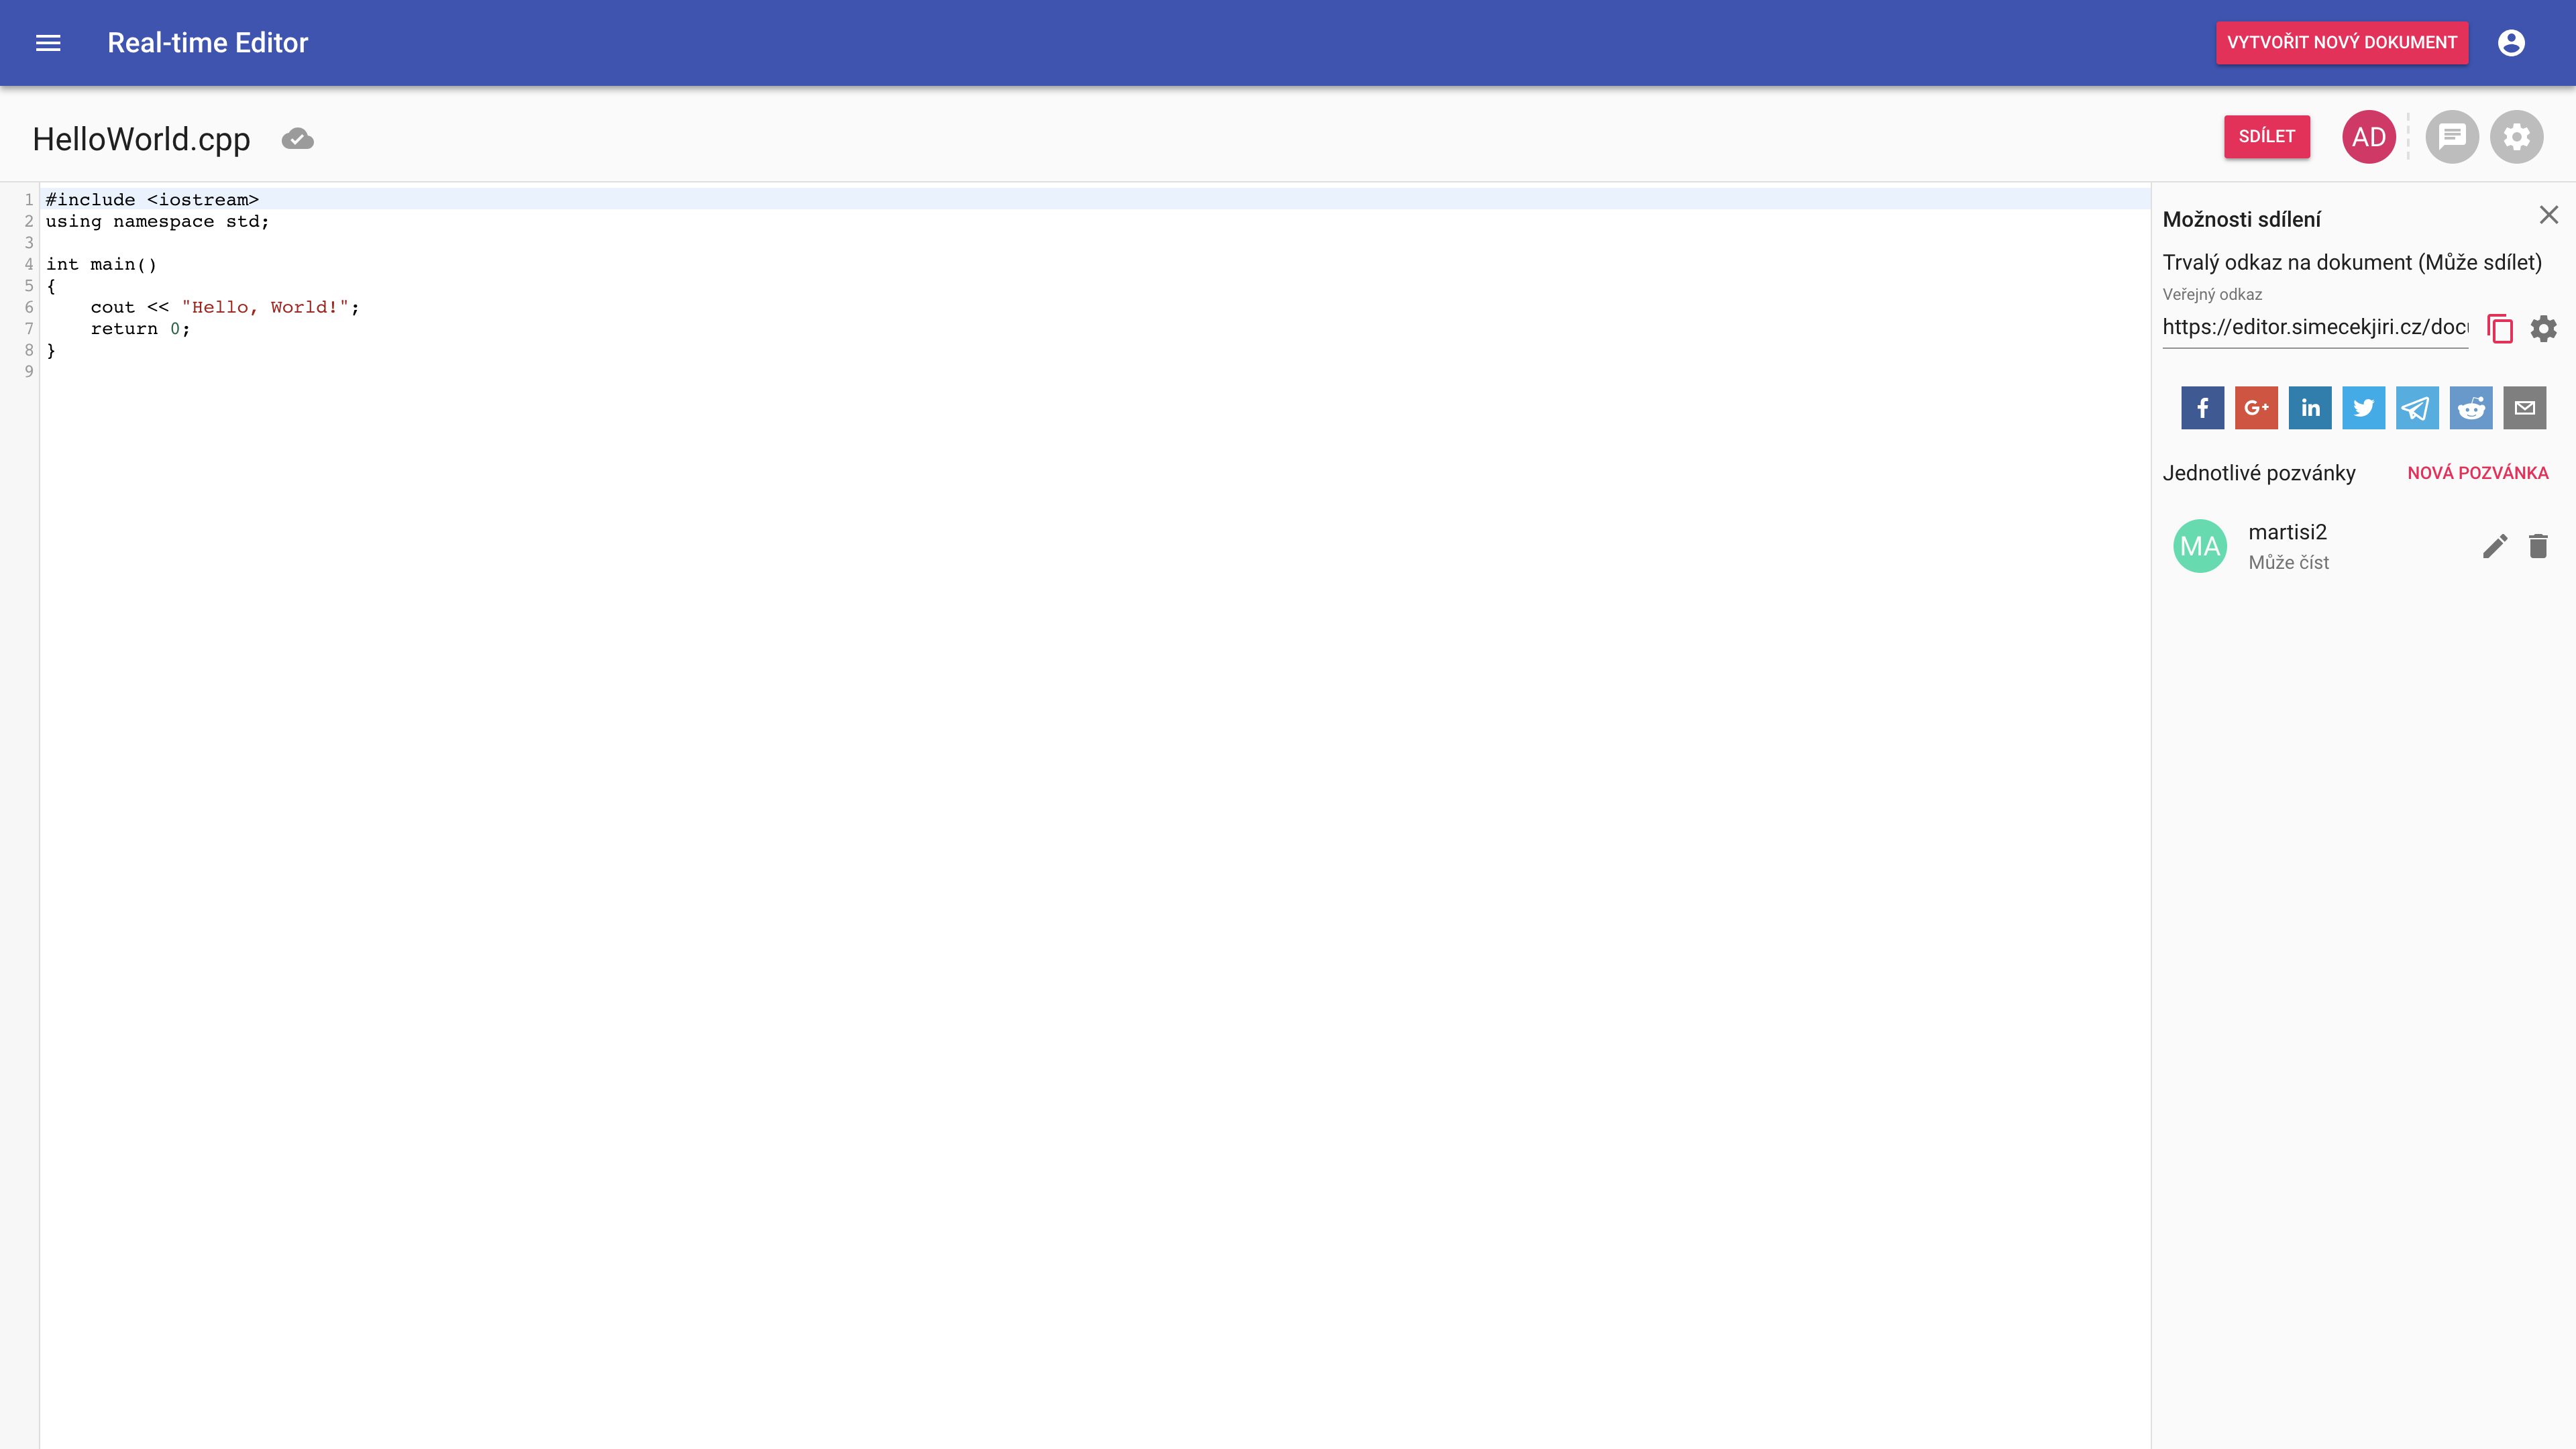 Real-time Editor
VYTVOŘIT NOVÝ DOKUMENT
HelloWorld.cpp
SDÍLET
AD
1 #include <iostream>
2 using namespace std;
3
4 int main()
5 {
6     cout << "Hello, World!";
7     return 0;
8 }
9
Možnosti sdílení
Trvalý odkaz na dokument (Může sdílet)
Veřejný odkaz
https://editor.simecekjiri.cz/docu
f G+ in
Jednotlivé pozvánky
NOVÁ POZVÁNKA
MA
martisi2
Může číst